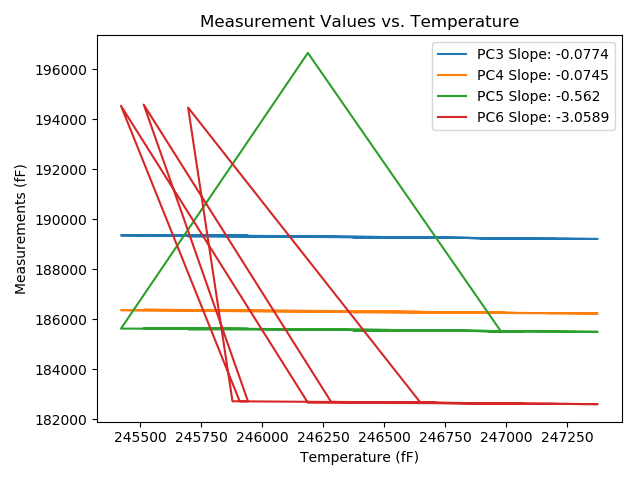 Measurement Values vs. Temperature
PC3 Slope: -0.0774
PC4 Slope: -0.0745
PC5 Slope: -0.562
PC6 Slope: -3.0589
Measurements (fF)
196000
194000
192000
190000
188000
186000
184000
182000
245500 245750 246000 246250 246500 246750 247000 247250
Temperature (fF)